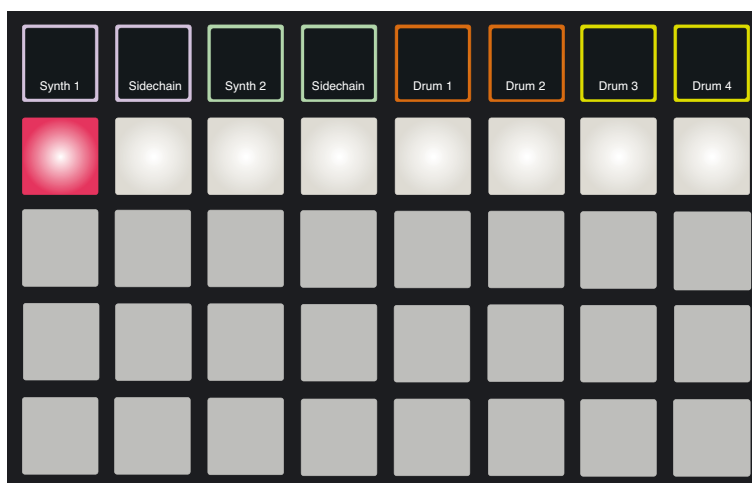 Synth 1
Sidechain
Synth 2
Sidechain
Drum 1
Drum 2
Drum 3
Drum 4